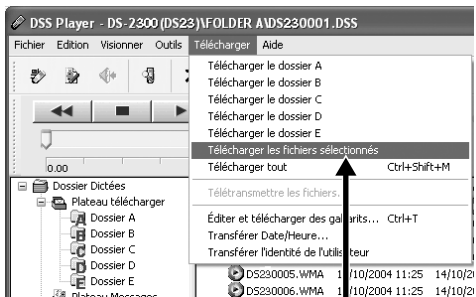 DSS Player - DS-2300(DS23)\FOLDER A\DS230001.DSS
Fichier Edition Visionner Outils Télécharger Aide
Télécharger le dossier A
Télécharger le dossier B
Télécharger le dossier C
Télécharger le dossier D
Télécharger le dossier E
Télécharger les fichiers sélectionnés
Télécharger tout Ctrl+Shift+M
Télétransmettre les fichiers
Éditer et télécharger des gabarits... Ctrl+T
Transférer Date/Heure...
Transférer l'identité de l'utilisateur
0.00
Dossier Dictées
Plateau télécharger
Dossier A
Dossier B
Dossier C
Dossier D
Dossier E
Plateau Messages
DS230005.WMA 11:25 14/10/2
DS230006.WMA /10/2004 11:25 14/10/2